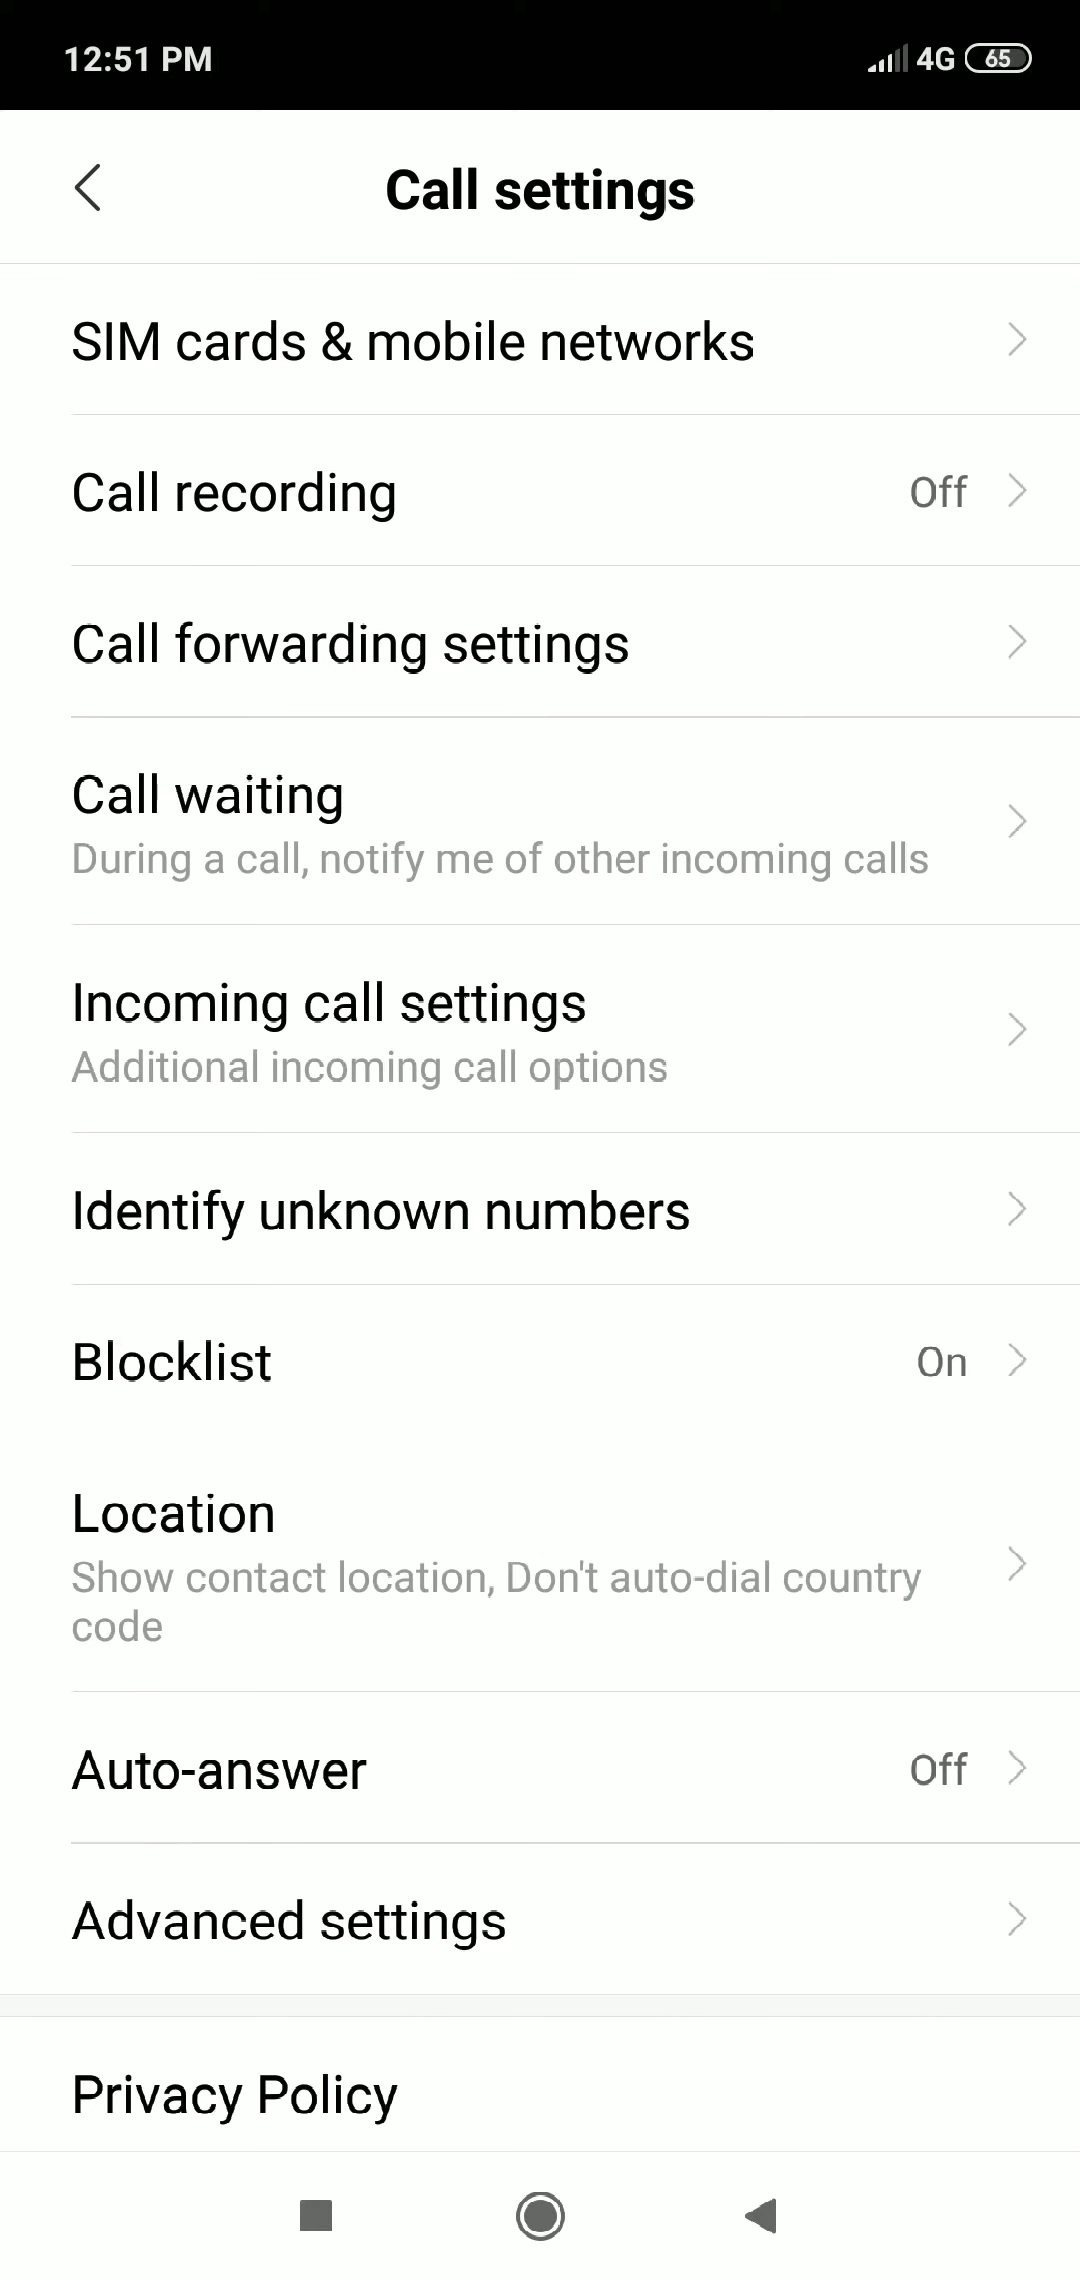 12:51 PM 4G 65
Call settings
SIM cards & mobile networks
Call recording Off
Call forwarding settings
Call waiting
During a call, notify me of other incoming calls
Incoming call settings
Additional incoming call options
Identify unknown numbers
Blocklist On
Location
Show contact location, Don't auto-dial country
code
Auto-answer Off
Advanced settings
Privacy Policy